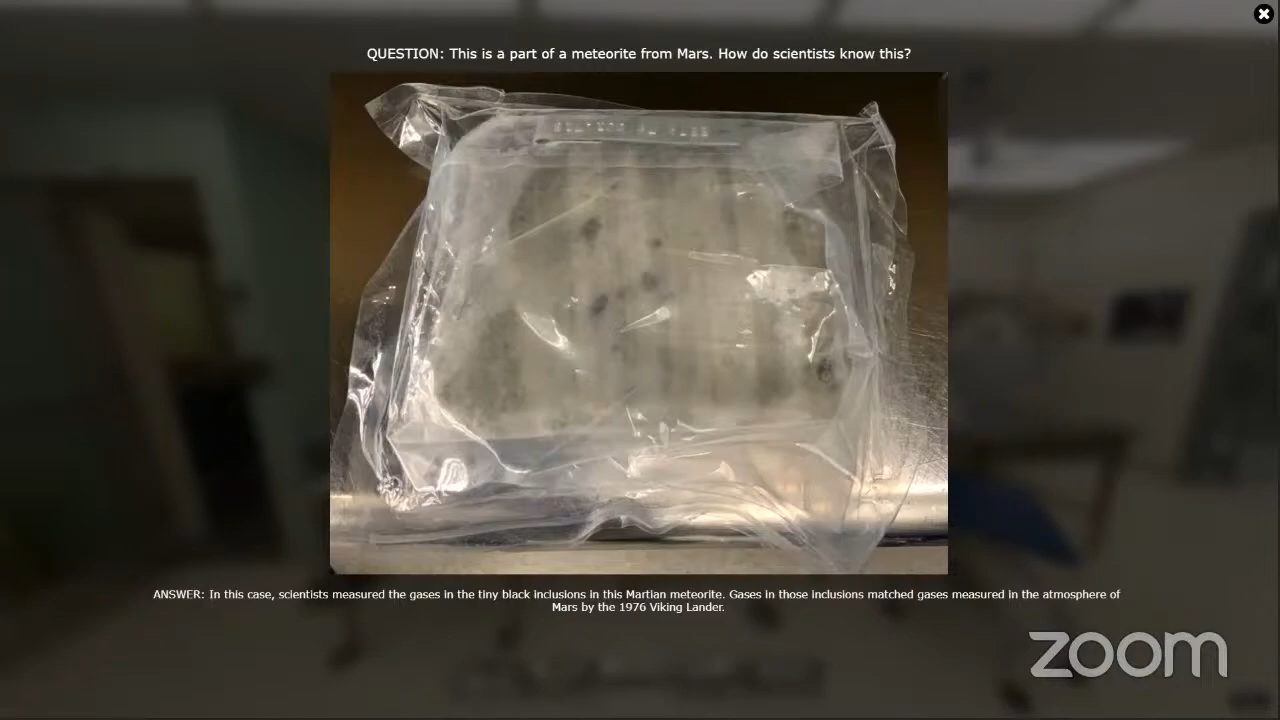 QUESTION: This is a part of a meteorite from Mars. How do scientists know this?
ANSWER: In this case, scientists measured the gases in the tiny black inclusions in this Martian meteorite. Gases in those inclusions matched gases measured in the atmosphere of
Mars by the 1976 Viking Lander.
zoom